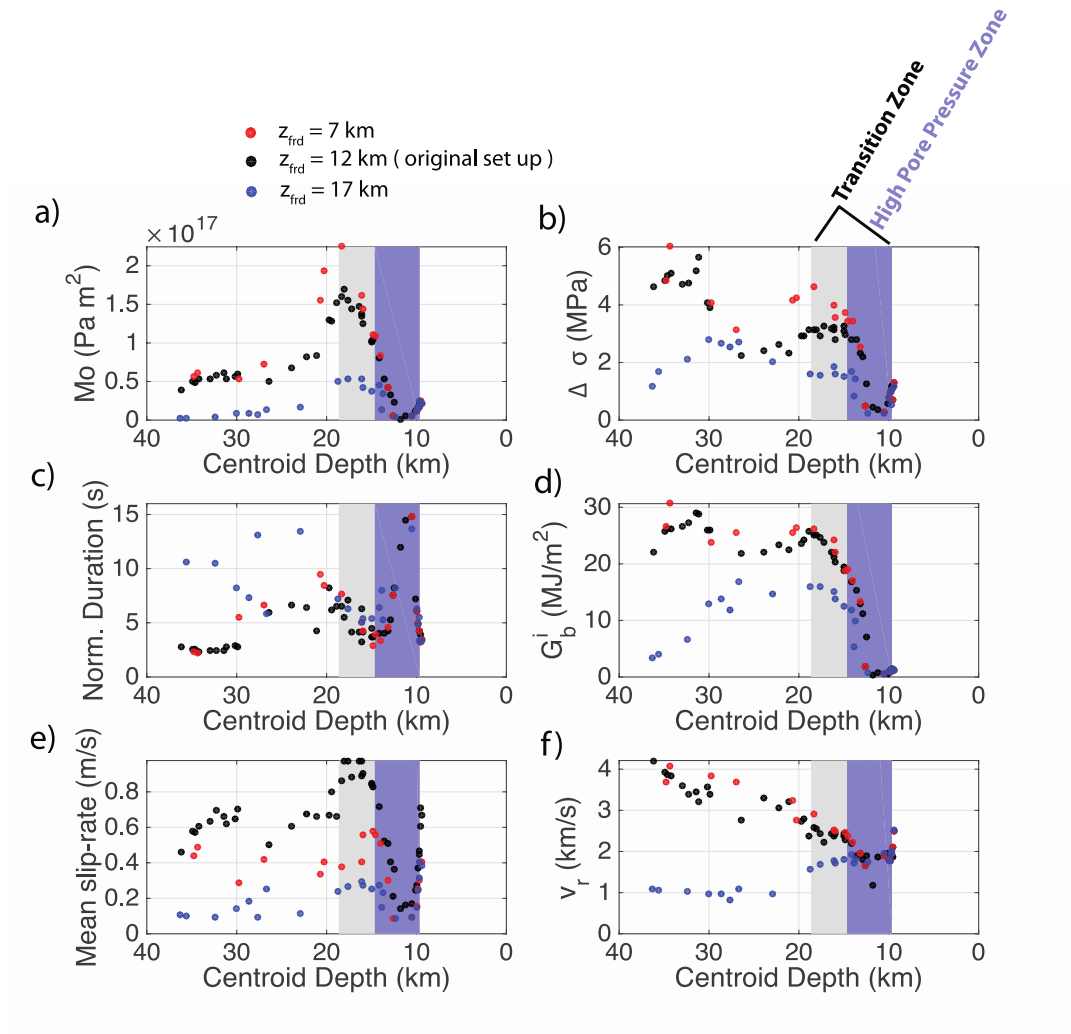 Transition Zone
High Pore Pressure Zone
z_frd = 7 km
z_frd = 12 km ( original set up )
z_frd = 17 km
a)
× 10^17
Mo (Pa m²)
2
1.5
1
0.5
0
40 30 20 10 0
Centroid Depth (km)
b)
Δ σ (MPa)
6
4
2
0
40 30 20 10 0
Centroid Depth (km)
c)
Norm. Duration (s)
15
10
5
0
40 30 20 10 0
Centroid Depth (km)
d)
G_b^i (MJ/m²)
30
20
10
0
40 30 20 10 0
Centroid Depth (km)
e)
Mean slip-rate (m/s)
0.8
0.6
0.4
0.2
0
40 30 20 10 0
Centroid Depth (km)
f)
v_r (km/s)
4
3
2
1
0
40 30 20 10 0
Centroid Depth (km)